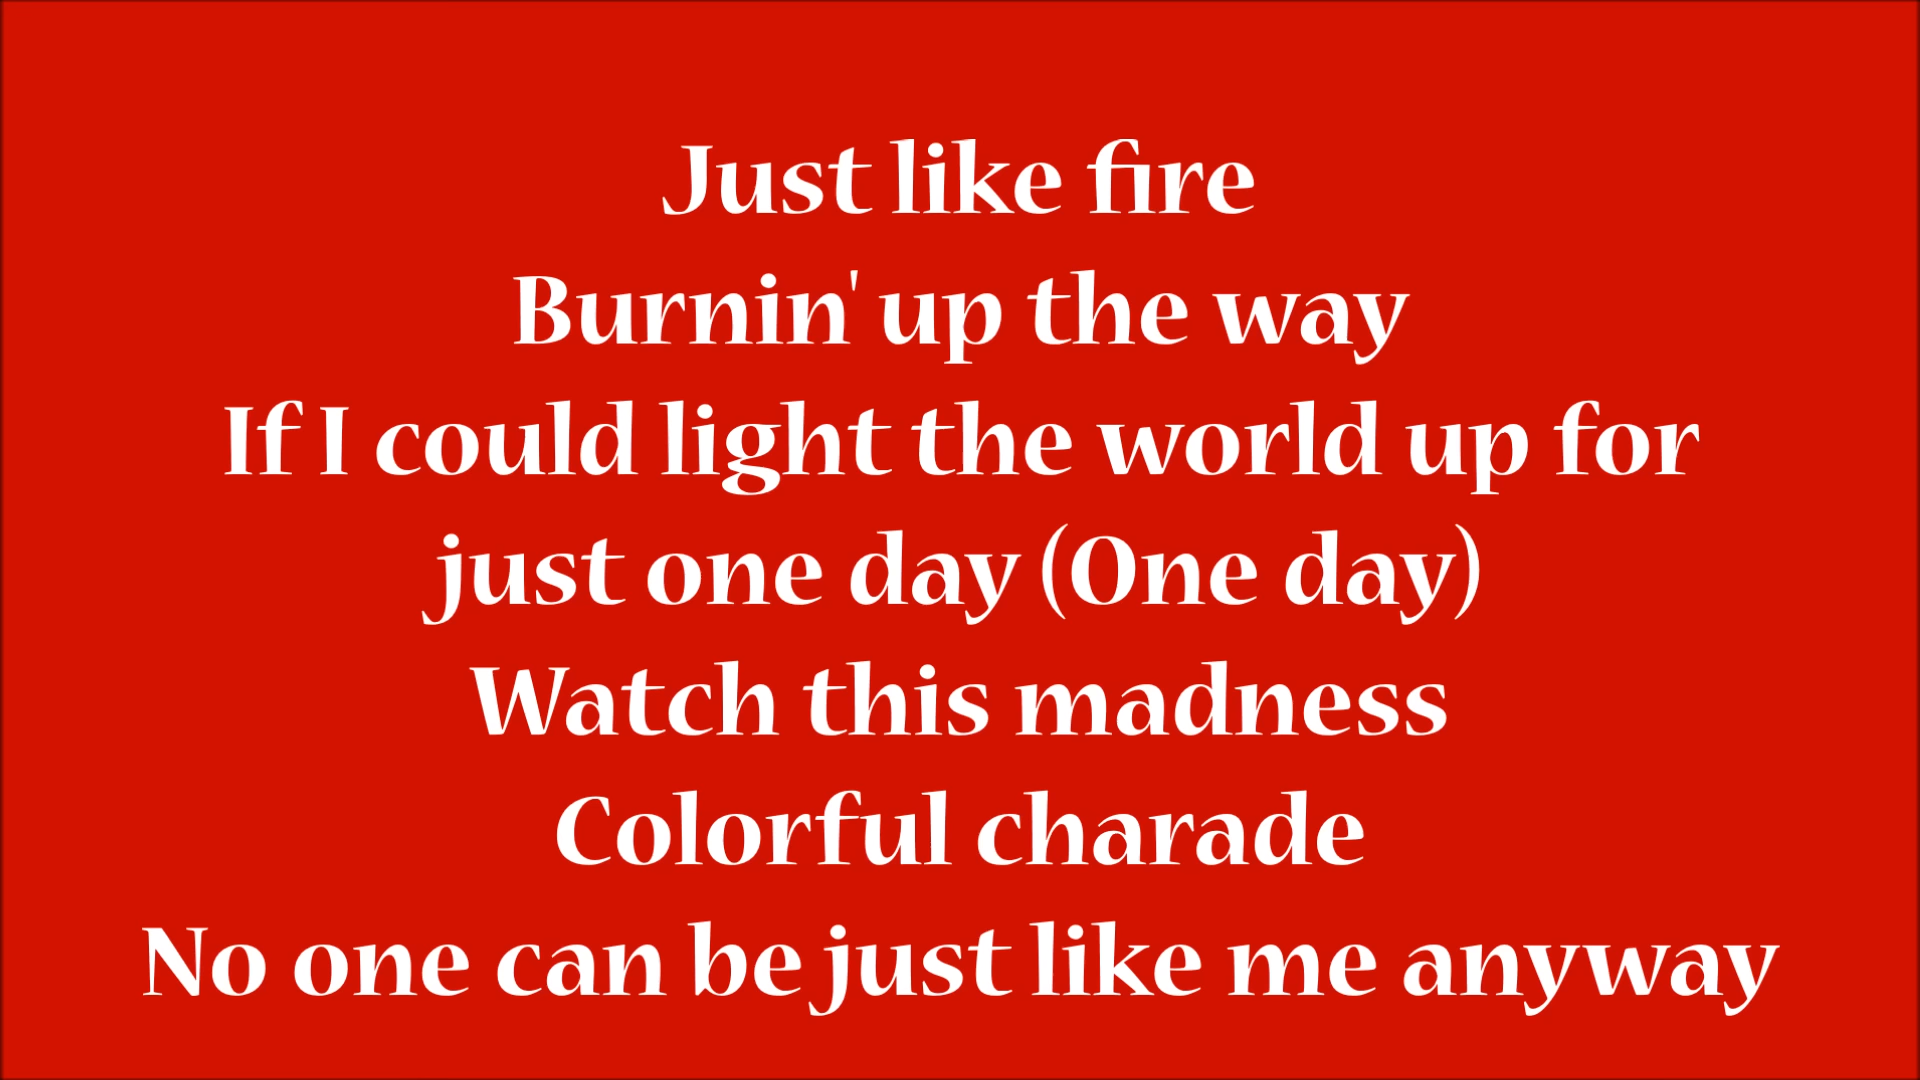 Just like fire
Burnin' up the way
If I could light the world up for
just one day (One day)
Watch this madness
Colorful charade
No one can be just like me anyway